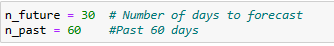 n_future = 30  # Number of days to forecast
n_past = 60    #Past 60 days